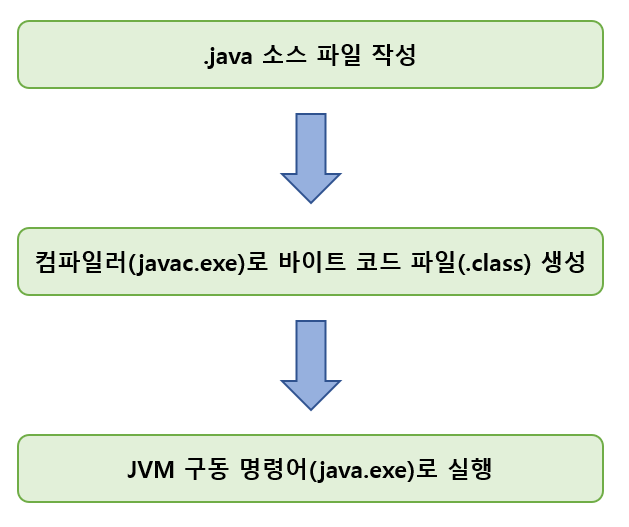 .java 소스 파일 작성
컴파일러(javac.exe)로 바이트 코드 파일(.class) 생성
JVM 구동 명령어(java.exe)로 실행